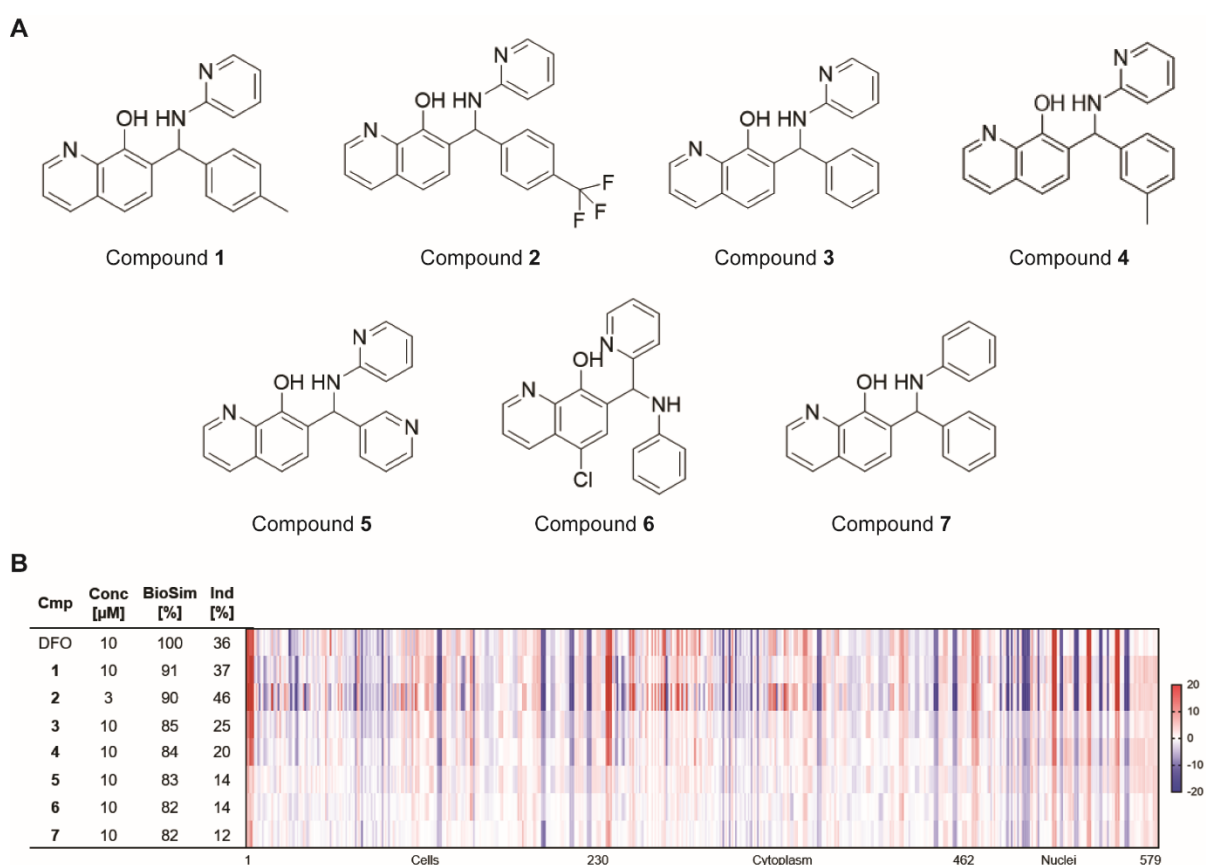 A
N
OH HN
N
Compound 1
N
OH HN
N
F
F
F
Compound 2
N
OH HN
N
Compound 3
N
OH HN
N
Compound 4
N
OH HN
N
N
Compound 5
N
OH
N
NH
Cl
Compound 6
OH HN
N
Compound 7
B
Cmp Conc [µM] BioSim [%] Ind [%]
DFO 10 100 36
1 10 91 37
2 3 90 46
3 10 85 25
4 10 84 20
5 10 83 14
6 10 82 14
7 10 82 12
20
10
0
-10
-20
1 Cells 230 Cytoplasm 462 Nuclei 579